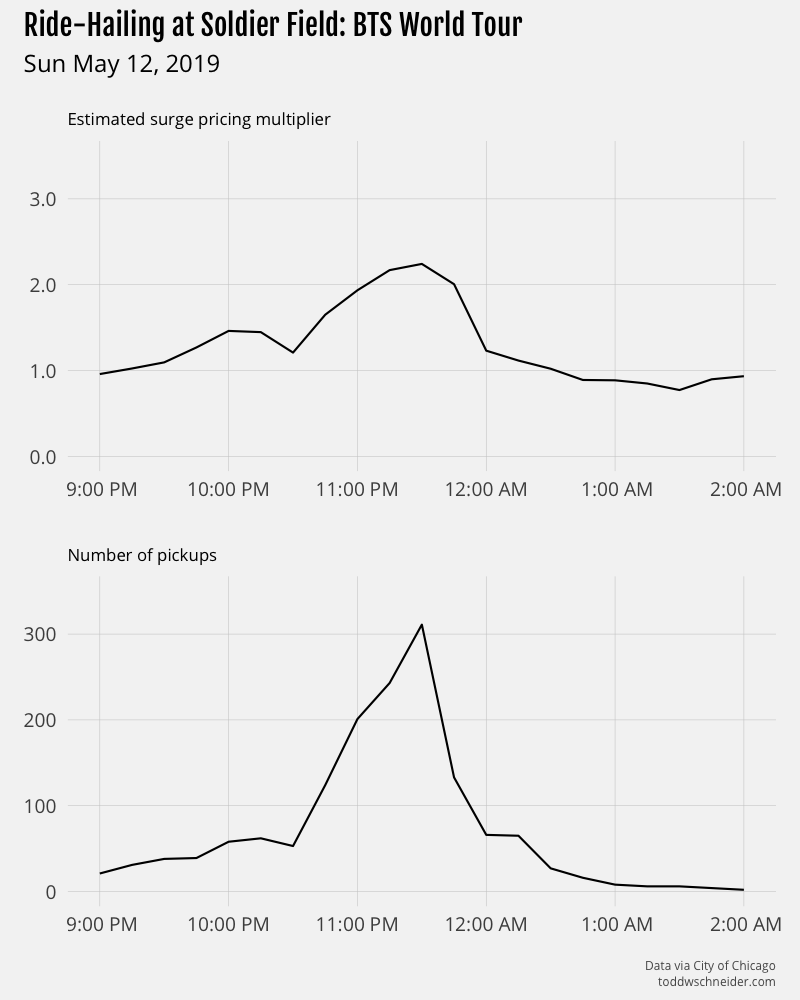 Ride-Hailing at Soldier Field: BTS World Tour
Sun May 12, 2019
Estimated surge pricing multiplier
3.0
2.0
1.0
0.0
9:00 PM 10:00 PM 11:00 PM 12:00 AM 1:00 AM 2:00 AM
Number of pickups
300
200
100
0
9:00 PM 10:00 PM 11:00 PM 12:00 AM 1:00 AM 2:00 AM
Data via City of Chicago
toddwschneider.com